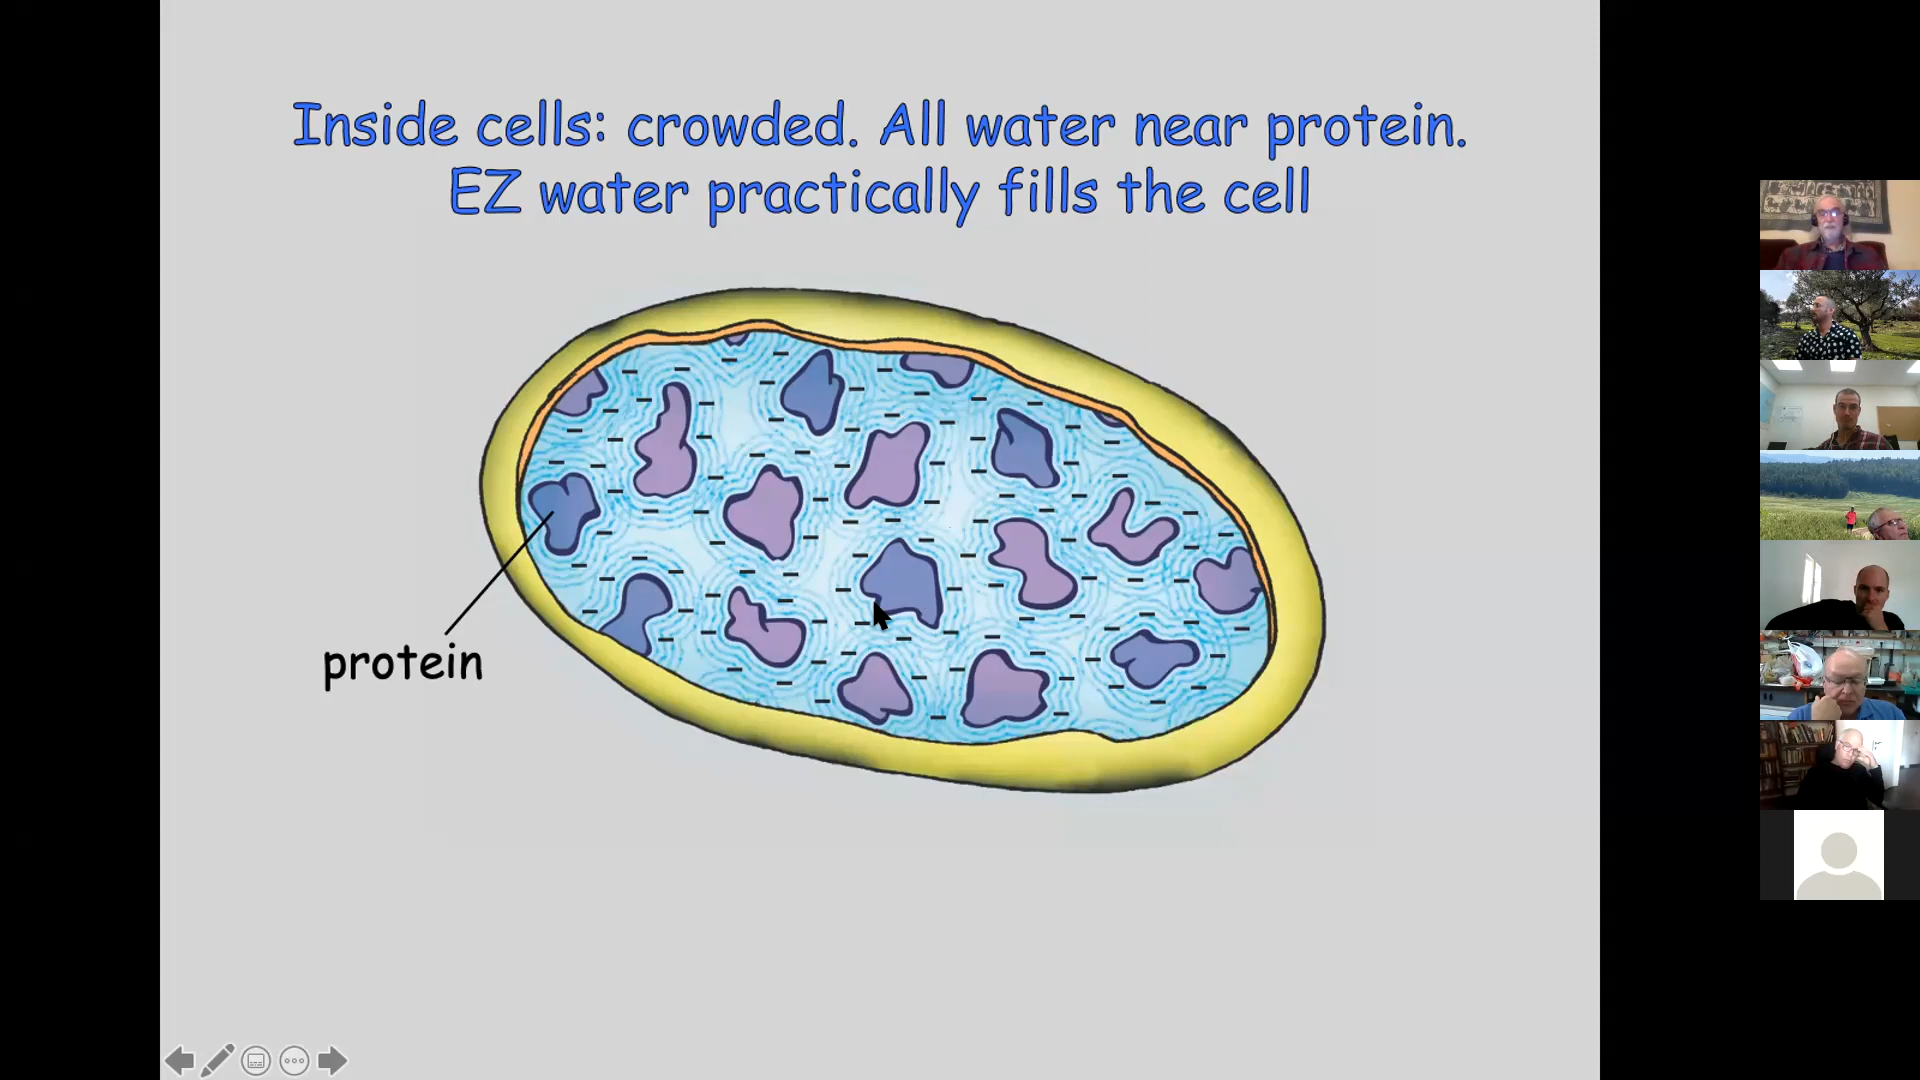 Inside cells: crowded. All water near protein.
EZ water practically fills the cell
protein